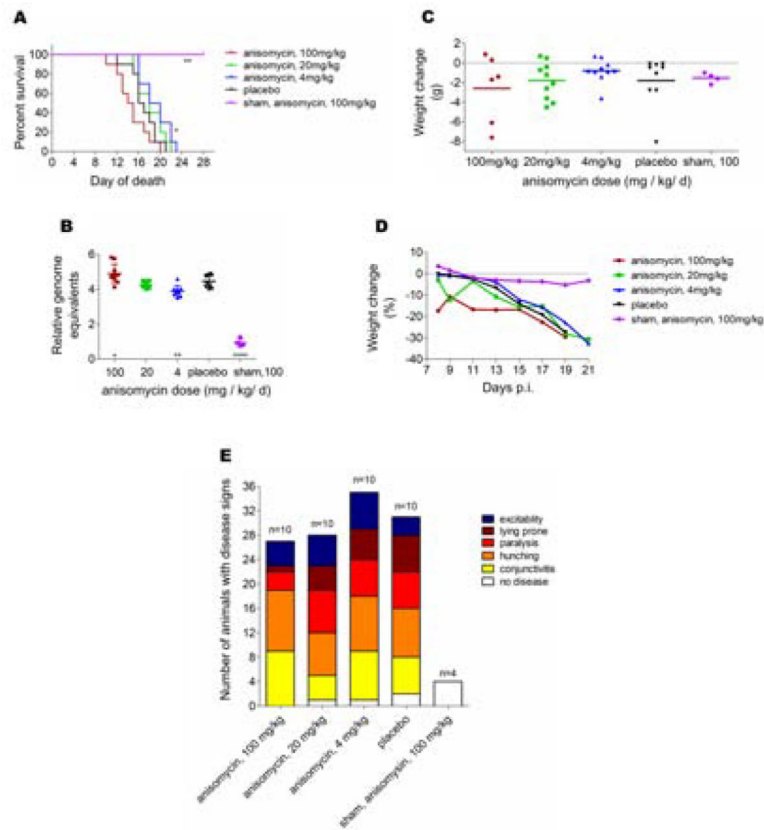 A
100
80
60
40
20
0
Percent survival
0 4 8 12 16 20 24 28
Day of death
**
*
anisomycin, 100mg/kg
anisomycin, 20mg/kg
anisomycin, 4mg/kg
placebo
sham, anisomycin, 100mg/kg
C
2
0
-2
-4
-6
-8
Weight change
(g)
100mg/kg 20mg/kg 4mg/kg placebo sham, 100
anisomycin dose (mg / kg/ d)
B
6
4
2
0
Relative genome
equivalents
100 20 4 placebo sham,100
anisomycin dose (mg / kg/ d)
D
10
0
-10
-20
-30
-40
Weight change
(%)
7 9 11 13 15 17 19 21
Days p.i.
anisomycin, 100mg/kg
anisomycin, 20mg/kg
anisomycin, 4mg/kg
placebo
sham, anisomycin, 100mg/kg
E
36
32
28
24
20
16
12
8
4
0
Number of animals with disease signs
n=10
n=10
n=10
n=10
n=4
excitability
lying prone
paralysis
hunching
conjunctivitis
no disease
anisomycin, 100 mg/kg
anisomycin, 20 mg/kg
anisomycin, 4 mg/kg
placebo
sham, anisomysin, 100 mg/kg